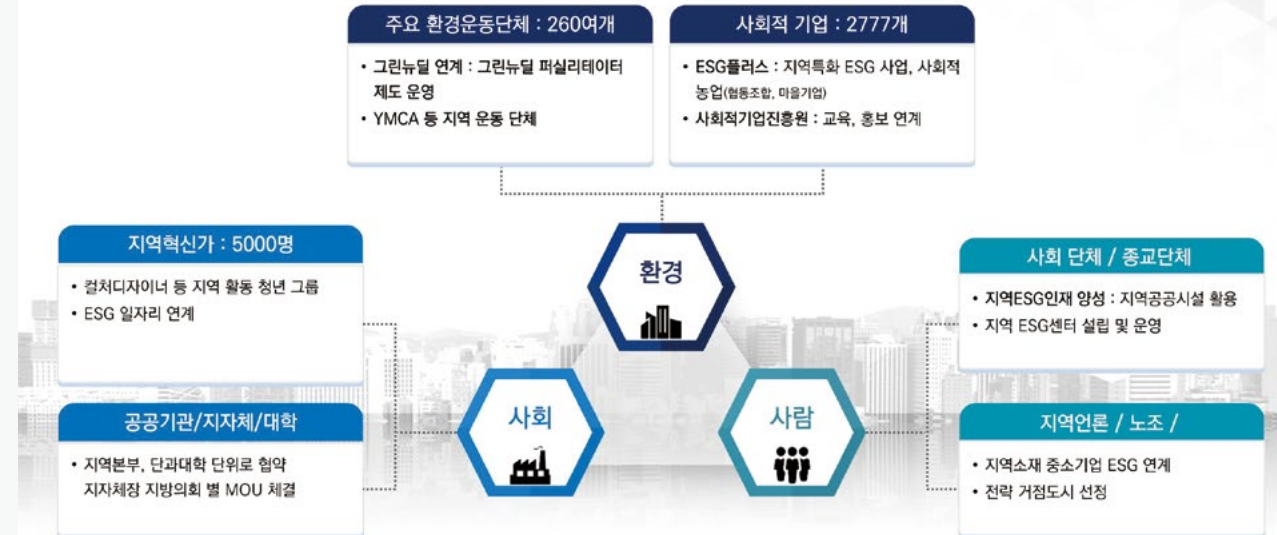 주요 환경운동단체 : 260여개
• 그린뉴딜 연계 : 그린뉴딜 퍼실리테이터
제도 운영
• YMCA 등 지역 운동 단체
사회적 기업 : 2777개
• ESG플러스 : 지역특화 ESG 사업, 사회적
농업(협동조합, 마을기업)
• 사회적기업진흥원 : 교육, 홍보 연계
환경
지역혁신가 : 5000명
• 컬처디자이너 등 지역 활동 청년 그룹
• ESG 일자리 연계
공공기관/지자체/대학
• 지역본부, 단과대학 단위로 협약
지자체장 지방의회 별 MOU 체결
사회
사람
사회 단체 / 종교단체
• 지역ESG인재 양성 : 지역공공시설 활용
• 지역 ESG센터 설립 및 운영
지역언론 / 노조 /
• 지역소재 중소기업 ESG 연계
• 전략 거점도시 선정